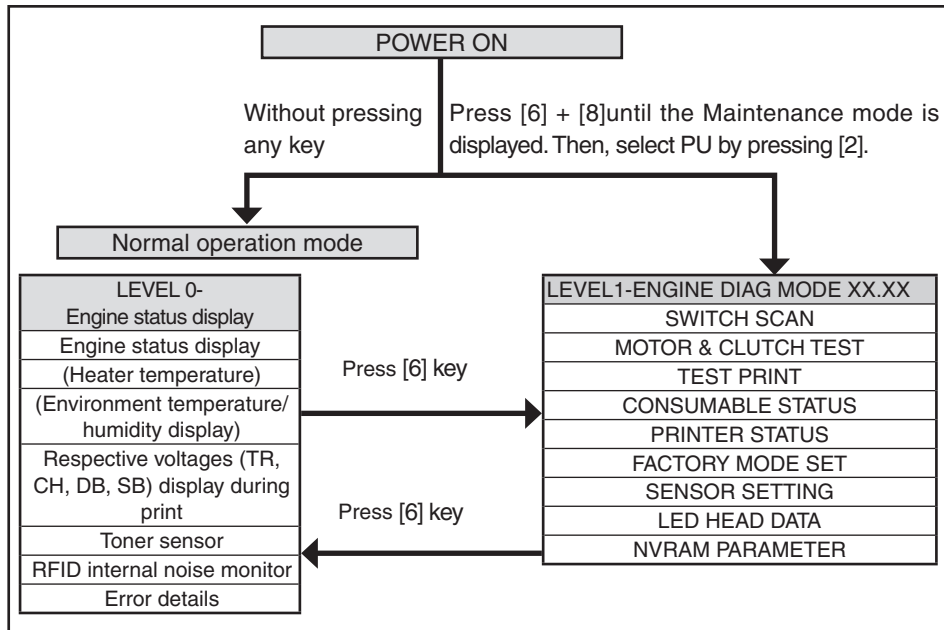 POWER ON
Without pressing
any key
Press [6] + [8]until the Maintenance mode is
displayed. Then, select PU by pressing [2].
Normal operation mode
LEVEL 0-
Engine status display
Engine status display
(Heater temperature)
(Environment temperature/
humidity display)
Respective voltages (TR,
CH, DB, SB) display during
print
Toner sensor
RFID internal noise monitor
Error details
Press [6] key
Press [6] key
LEVEL1-ENGINE DIAG MODE XX.XX
SWITCH SCAN
MOTOR & CLUTCH TEST
TEST PRINT
CONSUMABLE STATUS
PRINTER STATUS
FACTORY MODE SET
SENSOR SETTING
LED HEAD DATA
NVRAM PARAMETER